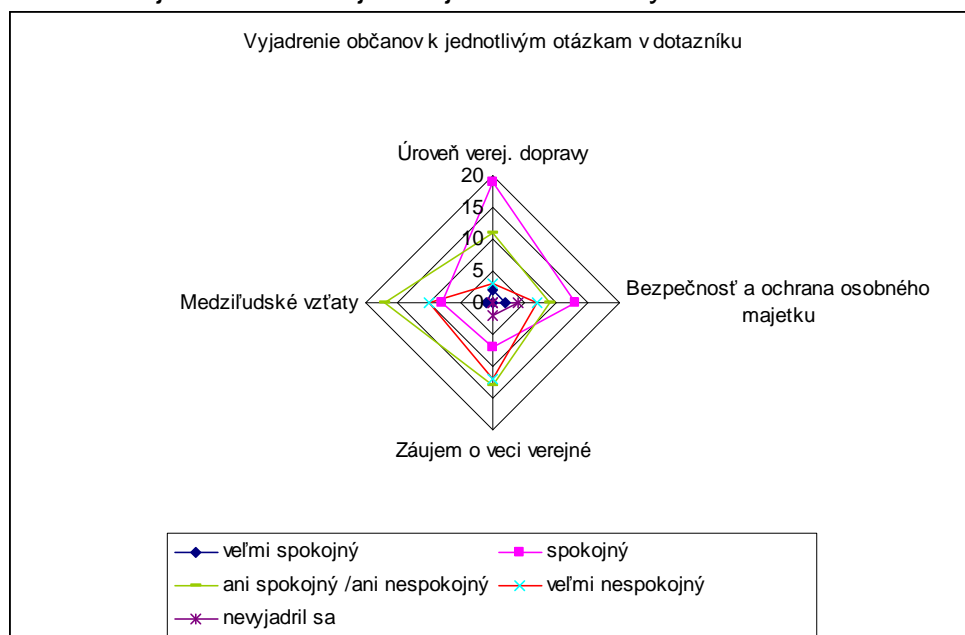 Vyjadrenie občanov k jednotlivým otázkam v dotazníku
Úroveň verej. dopravy
20
15
10
5
0
Medziľudské vzťaty
Bezpečnosť a ochrana osobného
majetku
Záujem o veci verejné
veľmi spokojný
spokojný
ani spokojný /ani nespokojný
veľmi nespokojný
nevyjadril sa